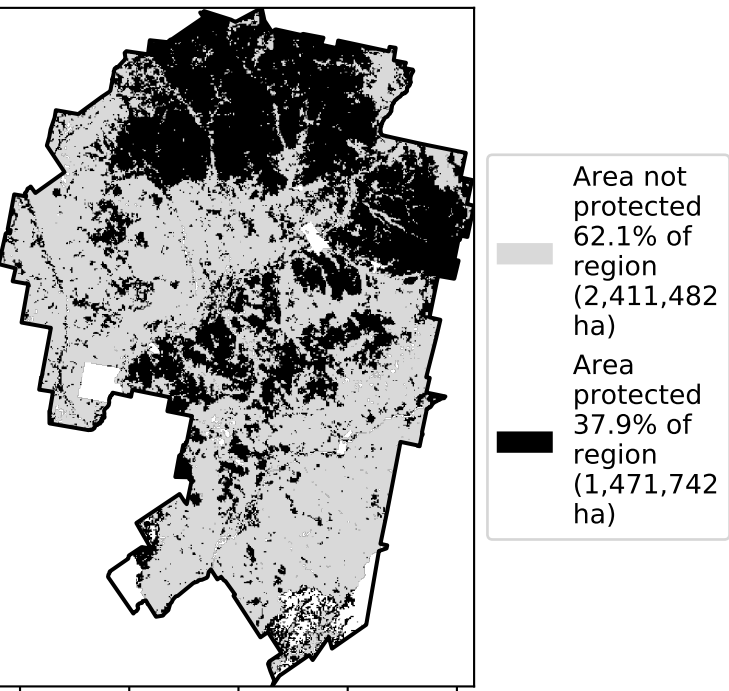 Area not
protected
62.1% of
region
(2,411,482
ha)
Area
protected
37.9% of
region
(1,471,742
ha)